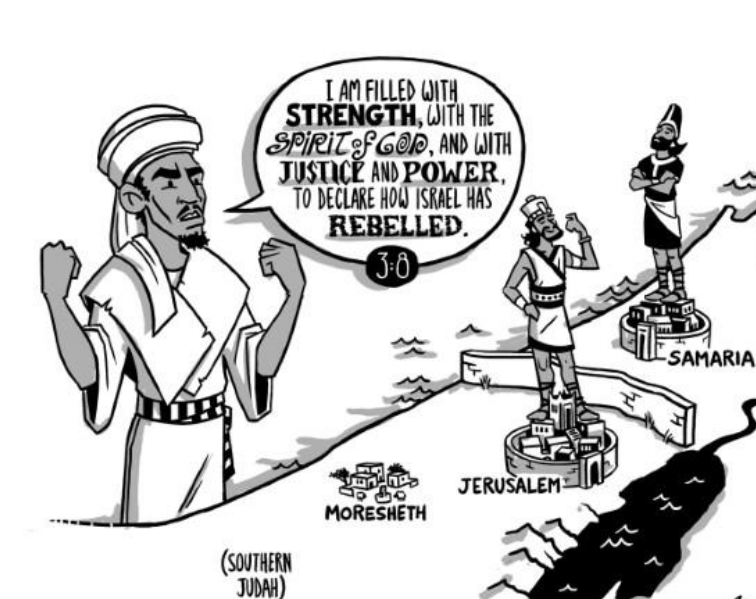 I AM FILLED WITH
STRENGTH, WITH THE
SPIRIT of GOD, AND WITH
JUSTICE AND POWER,
TO DECLARE HOW ISRAEL HAS
REBELLED.
3:8
SAMARIA
JERUSALEM
MORESHETH
(SOUTHERN
JUDAH)